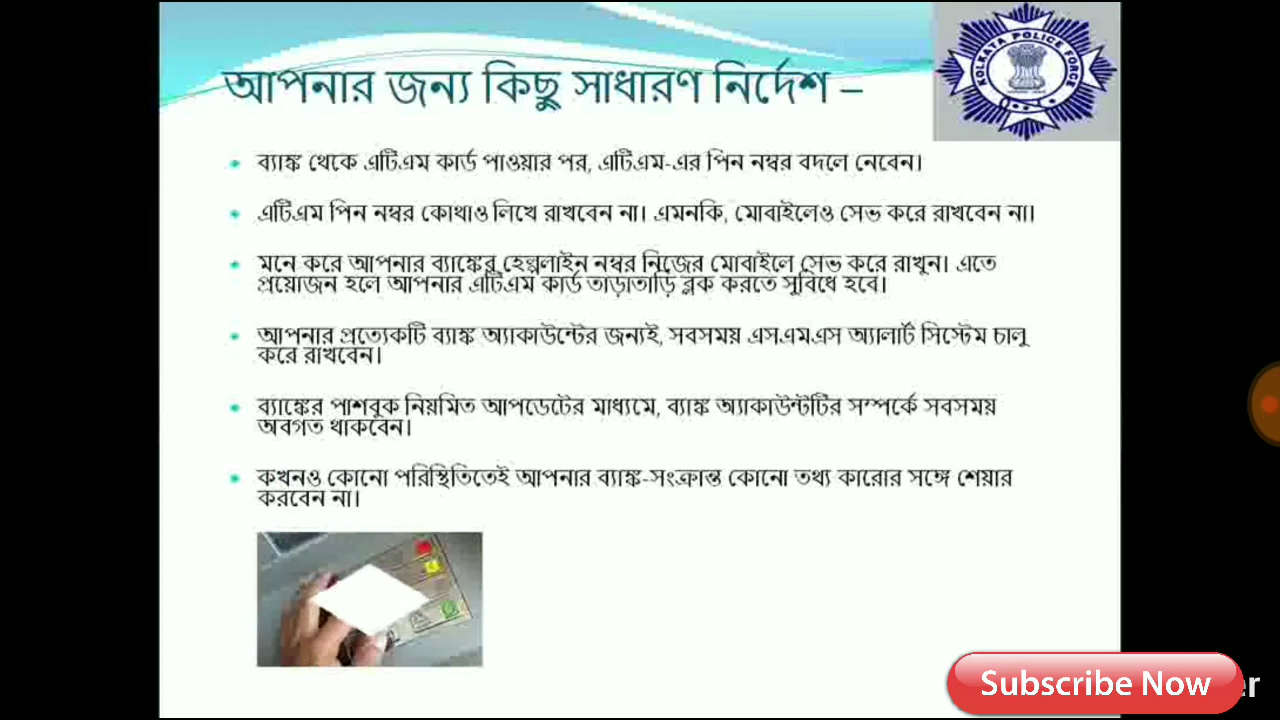 আপনার জন্য কিছু সাধারণ নির্দেশ –
KOLKATA POLICE FORCE
• ব্যাঙ্ক থেকে এটিএম কার্ড পাওয়ার পর, এটিএম-এর পিন নম্বর বদলে নেবেন।
• এটিএম পিন নম্বর কোথাও লিখে রাখবেন না। এমনকি, মোবাইলেও সেভ করে রাখবেন না।
• মনে করে আপনার ব্যাঙ্কের হেল্পলাইন নম্বর নিজের মোবাইলে সেভ করে রাখুন। এতে
প্রয়োজন হলে আপনার এটিএম কার্ড তাড়াতাড়ি ব্লক করতে সুবিধে হবে।
• আপনার প্রত্যেকটি ব্যাঙ্ক অ্যাকাউন্টের জন্যই, সবসময় এসএমএস অ্যালার্ট সিস্টেম চালু
করে রাখবেন।
• ব্যাঙ্কের পাশবুক নিয়মিত আপডেটের মাধ্যমে, ব্যাঙ্ক অ্যাকাউন্টটির সম্পর্কে সবসময়
অবগত থাকবেন।
• কখনও কোনো পরিস্থিতিতেই আপনার ব্যাঙ্ক-সংক্রান্ত কোনো তথ্য কারোর সঙ্গে শেয়ার
করবেন না।
Subscribe Now